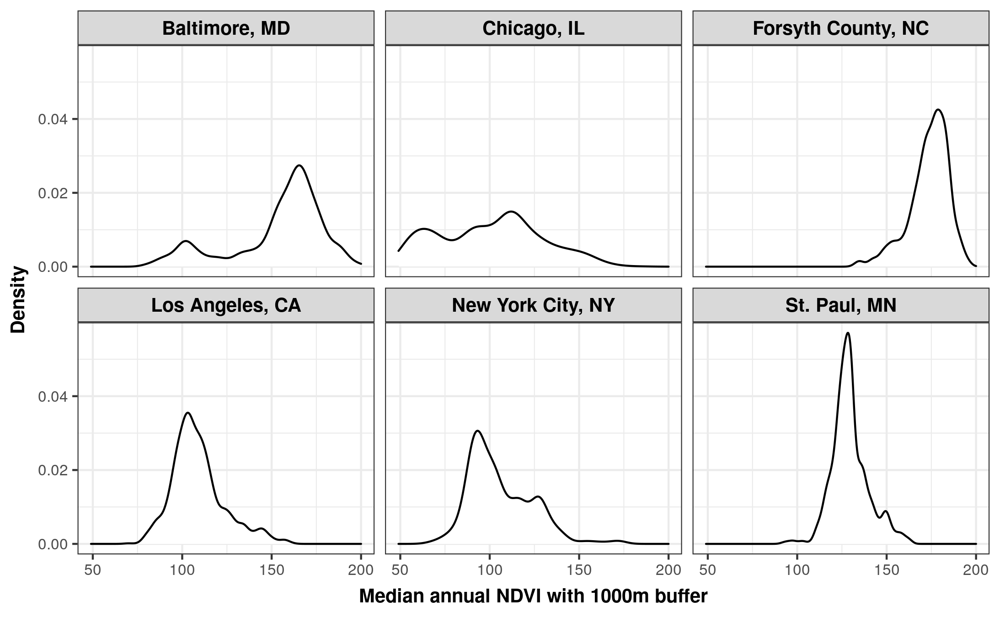 Baltimore, MD
Chicago, IL
Forsyth County, NC
0.04
0.02
0.00
Los Angeles, CA
New York City, NY
St. Paul, MN
0.04
0.02
0.00
50 100 150 200 50 100 150 200 50 100 150 200
Median annual NDVI with 1000m buffer
Density